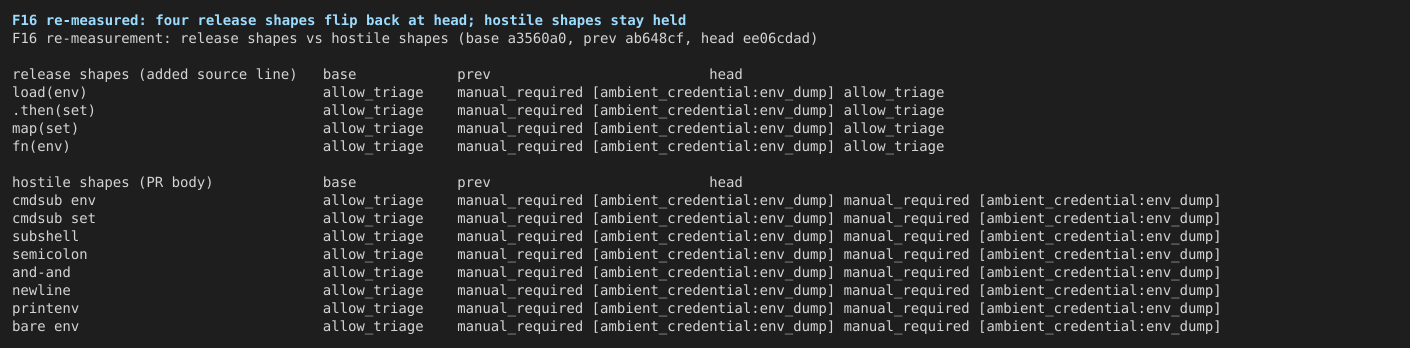 F16 re-measured: four release shapes flip back at head; hostile shapes stay held
F16 re-measurement: release shapes vs hostile shapes (base a3560a0, prev ab648cf, head ee06cdad)
release shapes (added source line)   base            prev                          head
load(env)                            allow_triage    manual_required [ambient_credential:env_dump] allow_triage
.then(set)                           allow_triage    manual_required [ambient_credential:env_dump] allow_triage
map(set)                             allow_triage    manual_required [ambient_credential:env_dump] allow_triage
fn(env)                              allow_triage    manual_required [ambient_credential:env_dump] allow_triage
hostile shapes (PR body)             base            prev                          head
cmdsub env                           allow_triage    manual_required [ambient_credential:env_dump] manual_required [ambient_credential:env_dump]
cmdsub set                           allow_triage    manual_required [ambient_credential:env_dump] manual_required [ambient_credential:env_dump]
subshell                             allow_triage    manual_required [ambient_credential:env_dump] manual_required [ambient_credential:env_dump]
semicolon                            allow_triage    manual_required [ambient_credential:env_dump] manual_required [ambient_credential:env_dump]
and-and                              allow_triage    manual_required [ambient_credential:env_dump] manual_required [ambient_credential:env_dump]
newline                              allow_triage    manual_required [ambient_credential:env_dump] manual_required [ambient_credential:env_dump]
printenv                             allow_triage    manual_required [ambient_credential:env_dump] manual_required [ambient_credential:env_dump]
bare env                             allow_triage    manual_required [ambient_credential:env_dump] manual_required [ambient_credential:env_dump]